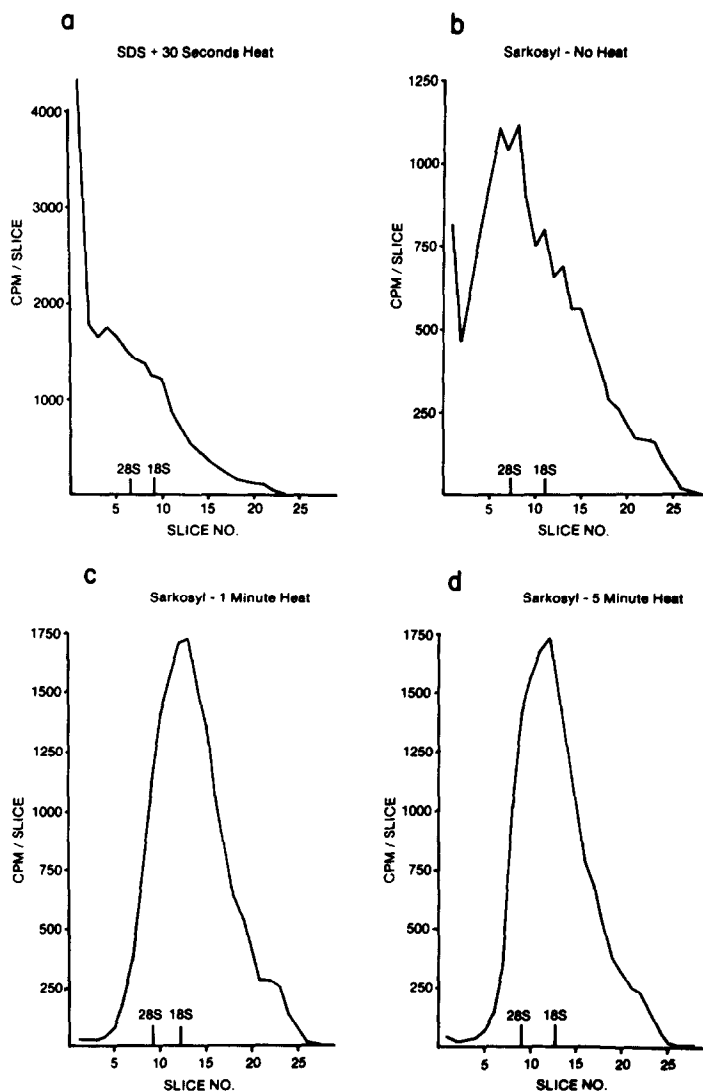 a
SDS + 30 Seconds Heat
4000
3000
2000
1000
CPM / SLICE
28S 18S
5 10 15 20 25
SLICE NO.
b
Sarkosyl - No Heat
1250
1000
750
500
250
CPM / SLICE
28S 18S
5 10 15 20 25
SLICE NO.
c
Sarkosyl - 1 Minute Heat
1750
1500
1250
1000
750
500
250
CPM / SLICE
28S 18S
5 10 15 20 25
SLICE NO.
d
Sarkosyl - 5 Minute Heat
1750
1500
1250
1000
750
500
250
CPM / SLICE
28S 18S
5 10 15 20 25
SLICE NO.